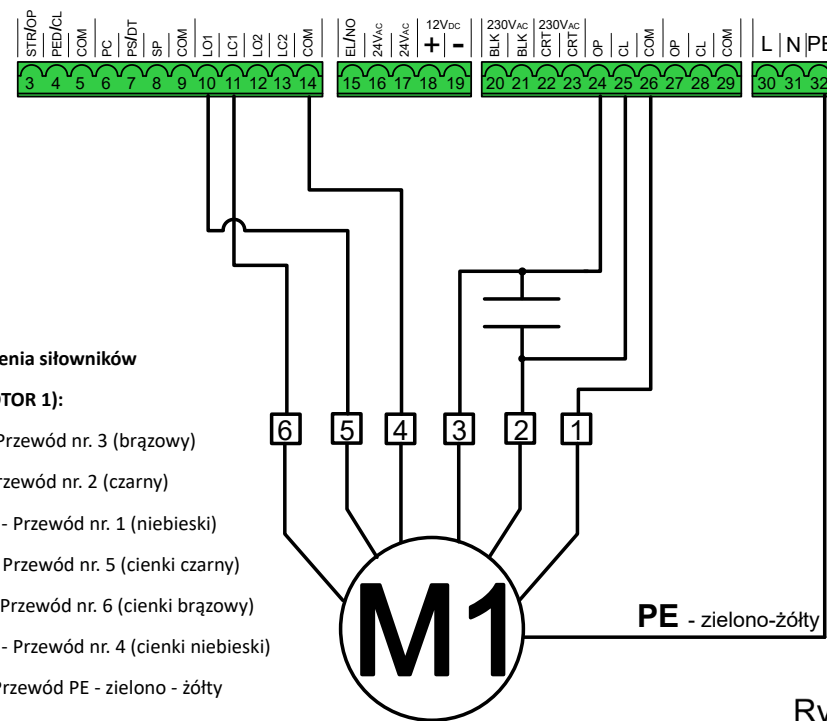 STR/OP PED/CL COM PC PS/DT SP COM LO1 LC1 LO2 LC2 COM
EL/NO 24VAC 24VAC 12VDC + -
230VAC 230VAC
BLK BLK CRT CRT OP CL COM OP CL COM
L N PE
3 4 5 6 7 8 9 10 11 12 13 14
15 16 17 18 19
20 21 22 23 24 25 26 27 28 29
30 31 32
6 5 4 3 2 1
siłowników
1):
Przewód nr. 3 (brązowy)
nr. 2 (czarny)
- Przewód nr. 1 (niebieski)
Przewód nr. 5 (cienki czarny)
Przewód nr. 6 (cienki brązowy)
- Przewód nr. 4 (cienki niebieski)
Przewód PE - zielono - żółty
M1
PE - zielono-żółty